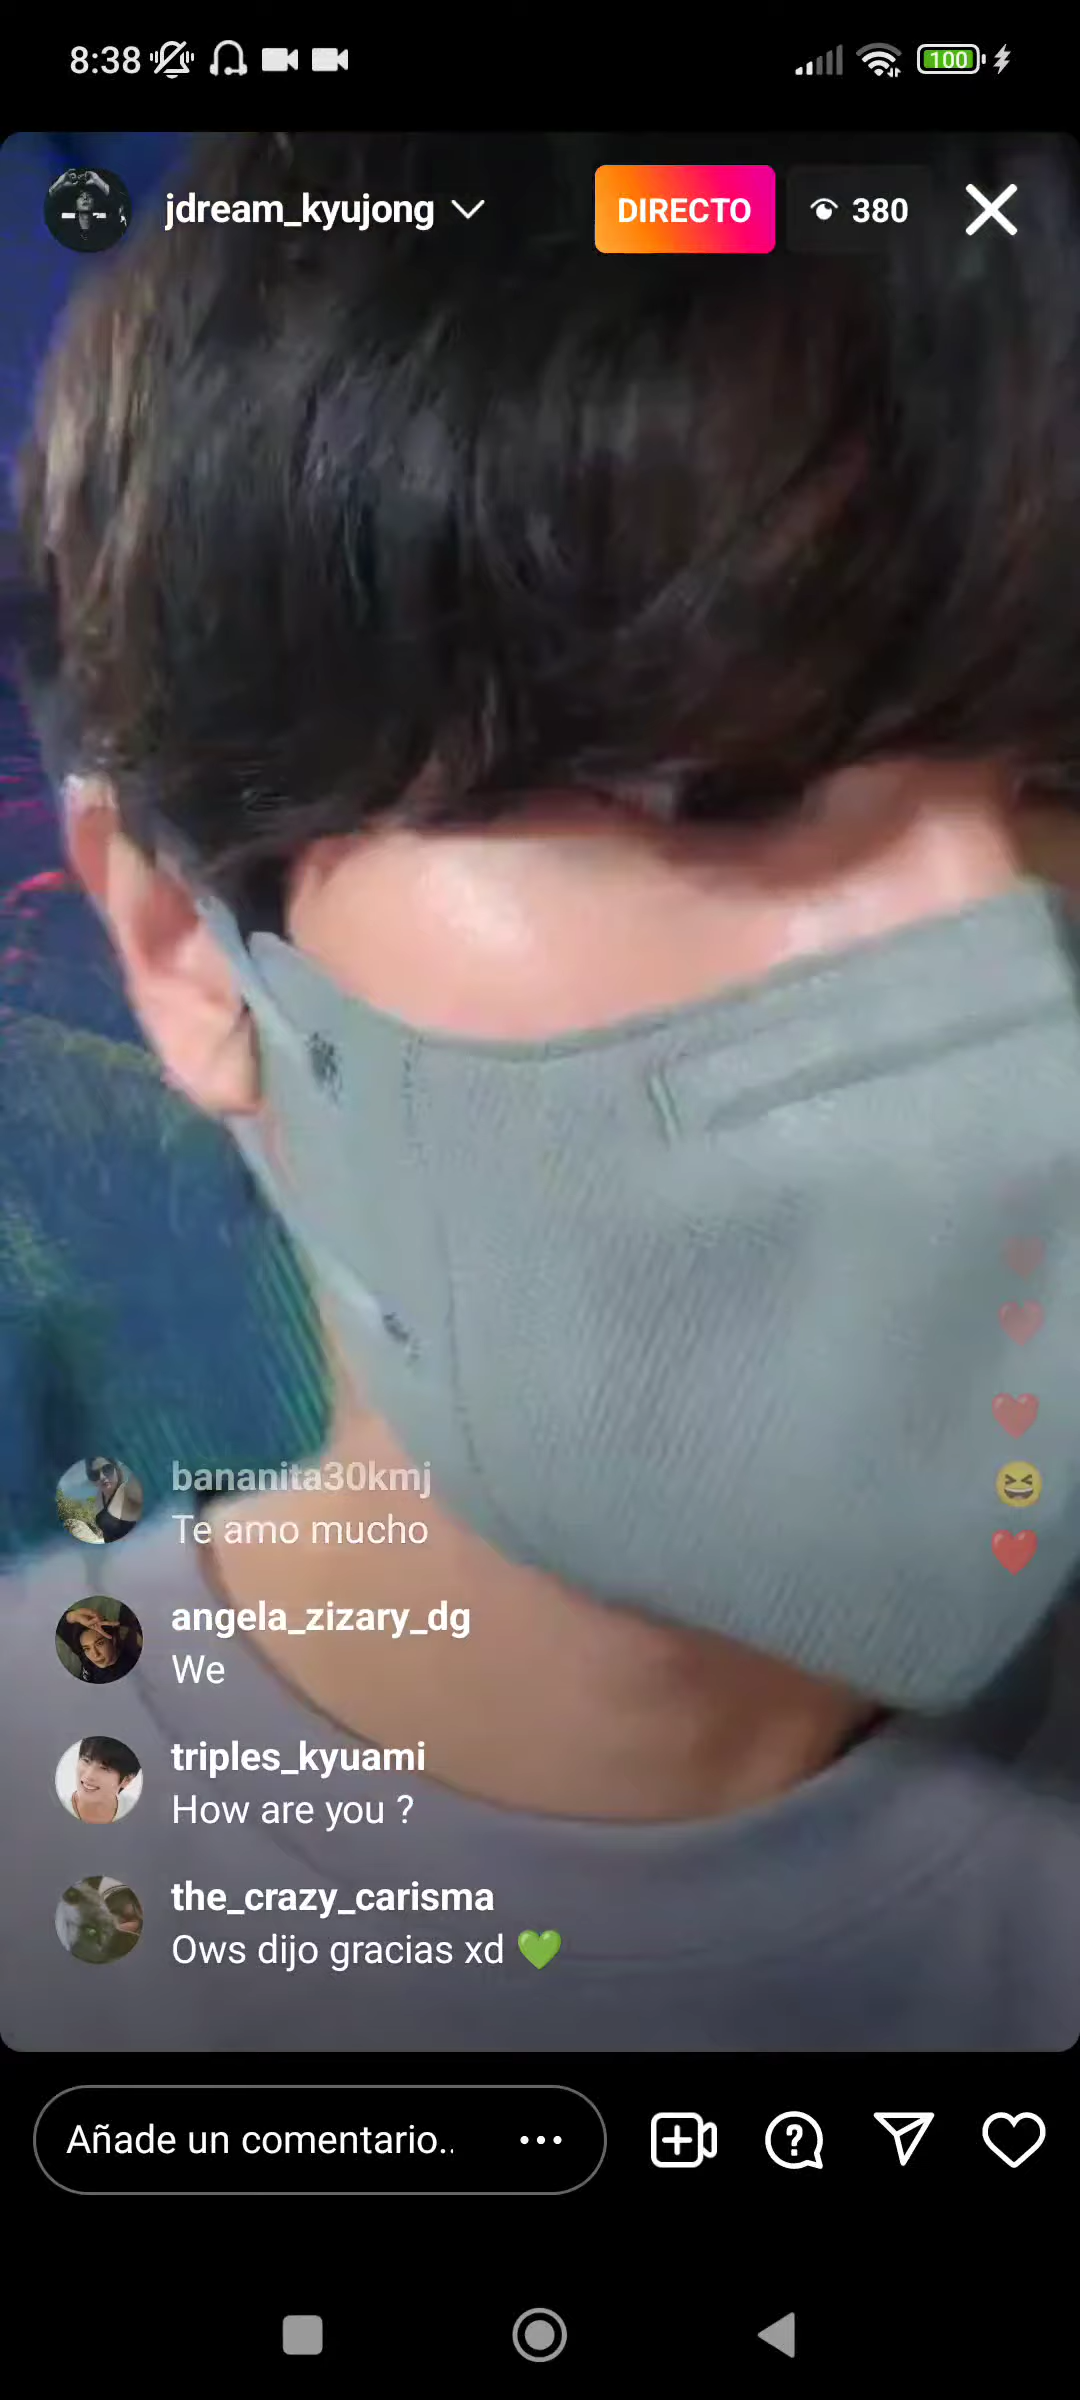 8:38
100
jdream_kyujong
DIRECTO
380
bananita30kmj
Te amo mucho
angela_zizary_dg
We
triples_kyuami
How are you ?
the_crazy_carisma
Ows dijo gracias xd 💚
Añade un comentario..